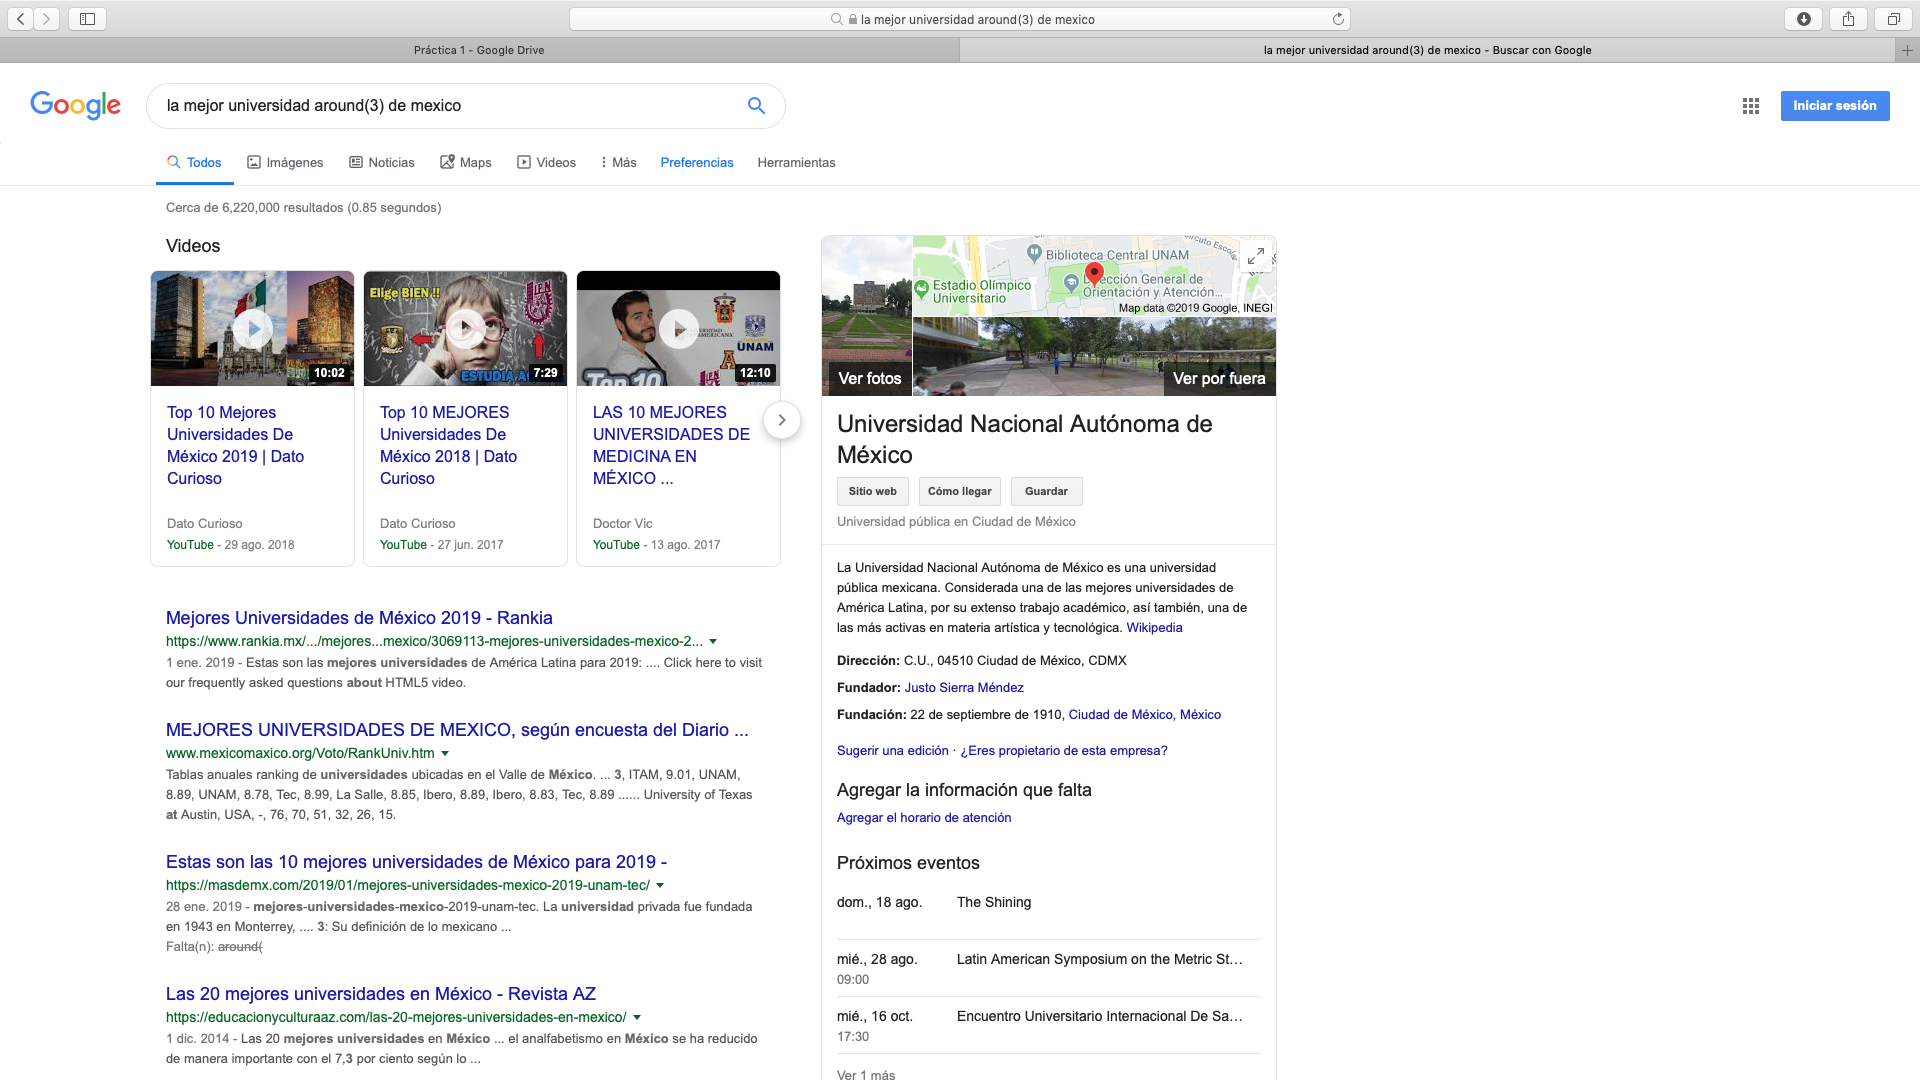 la mejor universidad around(3) de mexico
Práctica 1 - Google Drive
la mejor universidad around(3) de mexico - Buscar con Google
Google
la mejor universidad around(3) de mexico
Iniciar sesión
Todos
Imágenes
Noticias
Maps
Videos
Más
Preferencias
Herramientas
Cerca de 6,220,000 resultados (0.85 segundos)
Videos
10:02
Top 10 Mejores
Universidades De
México 2019 | Dato
Curioso
Dato Curioso
YouTube - 29 ago. 2018
Elige BIEN !!
7:29
Top 10 MEJORES
Universidades De
México 2018 | Dato
Curioso
Dato Curioso
YouTube - 27 jun. 2017
UNAM
Top 10
12:10
LAS 10 MEJORES
UNIVERSIDADES DE
MEDICINA EN
MÉXICO ...
Doctor Vic
YouTube - 13 ago. 2017
Mejores Universidades de México 2019 - Rankia
https://www.rankia.mx/.../mejores...mexico/3069113-mejores-universidades-mexico-2...
1 ene. 2019 - Estas son las mejores universidades de América Latina para 2019: .... Click here to visit
our frequently asked questions about HTML5 video.
MEJORES UNIVERSIDADES DE MEXICO, según encuesta del Diario ...
www.mexicomaxico.org/Voto/RankUniv.htm
Tablas anuales ranking de universidades ubicadas en el Valle de México. ... 3, ITAM, 9.01, UNAM,
8.89, UNAM, 8.78, Tec, 8.99, La Salle, 8.85, Ibero, 8.89, Ibero, 8.83, Tec, 8.89 ...... University of Texas
at Austin, USA, -, 76, 70, 51, 32, 26, 15.
Estas son las 10 mejores universidades de México para 2019 -
https://masdemx.com/2019/01/mejores-universidades-mexico-2019-unam-tec/
28 ene. 2019 - mejores-universidades-mexico-2019-unam-tec. La universidad privada fue fundada
en 1943 en Monterrey, .... 3: Su definición de lo mexicano ...
Falta(n): around(
Las 20 mejores universidades en México - Revista AZ
https://educacionyculturaaz.com/las-20-mejores-universidades-en-mexico/
1 dic. 2014 - Las 20 mejores universidades en México ... el analfabetismo en México se ha reducido
de manera importante con el 7,3 por ciento según lo ...
Biblioteca Central UNAM
Estadio Olímpico
Universitario
Dirección General de
Orientación y Atención...
Map data ©2019 Google, INEGI
Ver fotos
Ver por fuera
Universidad Nacional Autónoma de
México
Sitio web
Cómo llegar
Guardar
Universidad pública en Ciudad de México
La Universidad Nacional Autónoma de México es una universidad
pública mexicana. Considerada una de las mejores universidades de
América Latina, por su extenso trabajo académico, así también, una de
las más activas en materia artística y tecnológica. Wikipedia
Dirección: C.U., 04510 Ciudad de México, CDMX
Fundador: Justo Sierra Méndez
Fundación: 22 de septiembre de 1910, Ciudad de México, México
Sugerir una edición · ¿Eres propietario de esta empresa?
Agregar la información que falta
Agregar el horario de atención
Próximos eventos
dom., 18 ago. The Shining
mié., 28 ago. Latin American Symposium on the Metric St...
09:00
mié., 16 oct. Encuentro Universitario Internacional De Sa...
17:30
Ver 1 más